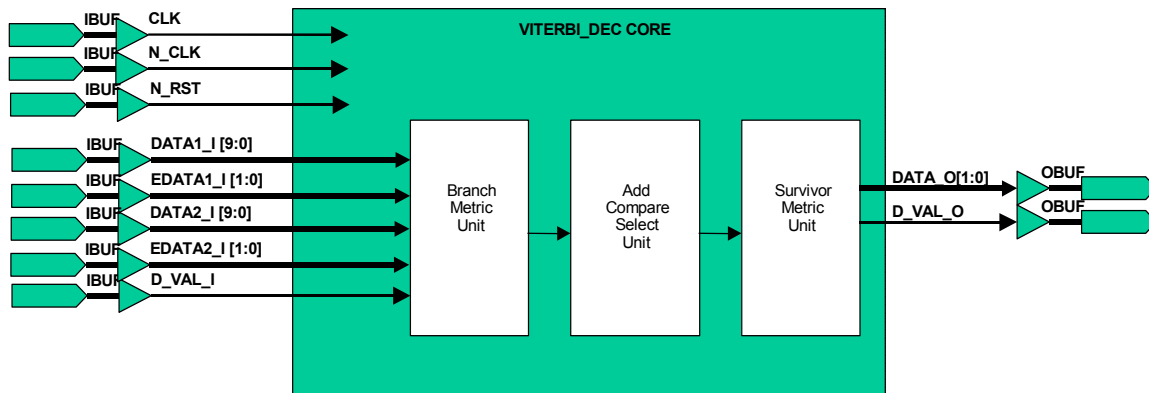 IBUF CLK
VITERBI_DEC CORE
IBUF N_CLK
IBUF N_RST
IBUF DATA1_I [9:0]
IBUF EDATA1_I [1:0]
IBUF DATA2_I [9:0]
IBUF EDATA2_I [1:0]
IBUF D_VAL_I
Branch
Metric
Unit
Add
Compare
Select
Unit
Survivor
Metric
Unit
DATA_O[1:0] OBUF
D_VAL_O OBUF